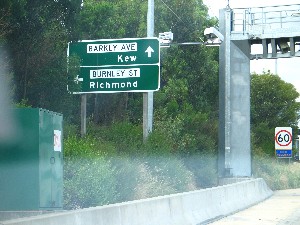 BARKLY AVE
Kew
BURNLEY ST
Richmond
60